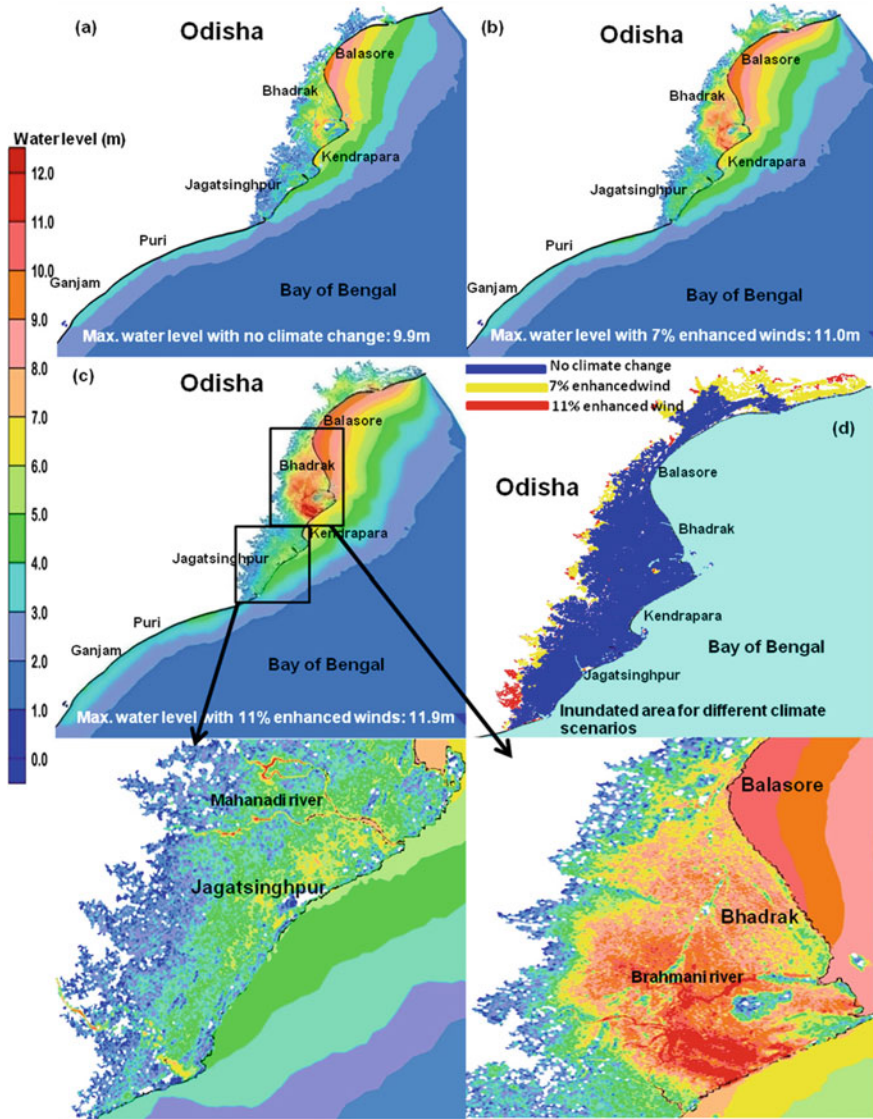 (a)
Odisha
Balasore
Bhadrak
Kendrapara
Jagatsinghpur
Puri
Ganjam
Bay of Bengal
Max. water level with no climate change: 9.9m
(b)
Odisha
Balasore
Bhadrak
Kendrapara
Jagatsinghpur
Puri
Ganjam
Bay of Bengal
Max. water level with 7% enhanced winds: 11.0m
Water level (m)
12.0
11.0
10.0
9.0
8.0
7.0
6.0
5.0
4.0
3.0
2.0
1.0
0.0
(c)
Odisha
Balasore
Bhadrak
Kendrapara
Jagatsinghpur
Puri
Ganjam
Bay of Bengal
Max. water level with 11% enhanced winds: 11.9m
No climate change
7% enhancedwind
11% enhanced wind
(d)
Odisha
Balasore
Bhadrak
Kendrapara
Bay of Bengal
Jagatsinghpur
Inundated area for different climate
scenarios
Mahanadi river
Jagatsinghpur
Balasore
Bhadrak
Brahmani river